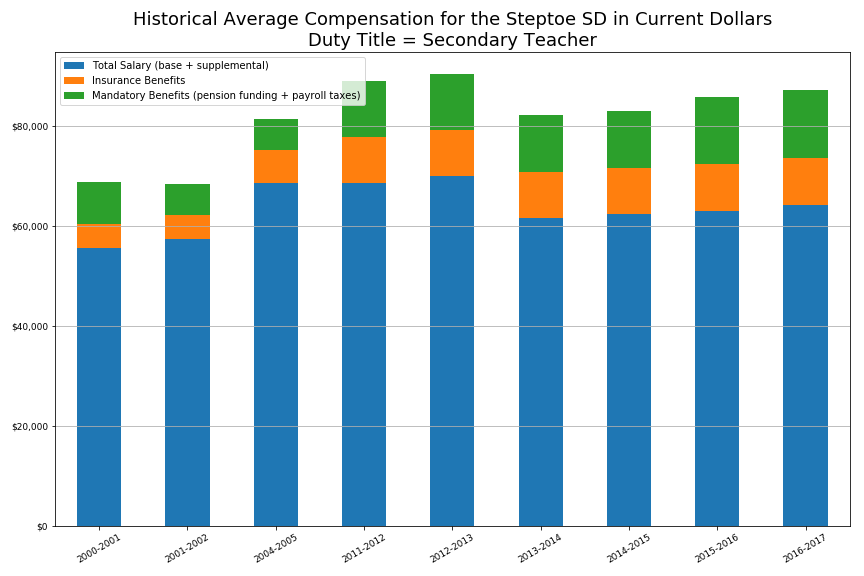 Historical Average Compensation for the Steptoe SD in Current Dollars
Duty Title = Secondary Teacher
Total Salary (base + supplemental)
Insurance Benefits
Mandatory Benefits (pension funding + payroll taxes)
$80,000
$60,000
$40,000
$20,000
$0
2000-2001
2001-2002
2004-2005
2011-2012
2012-2013
2013-2014
2014-2015
2015-2016
2016-2017